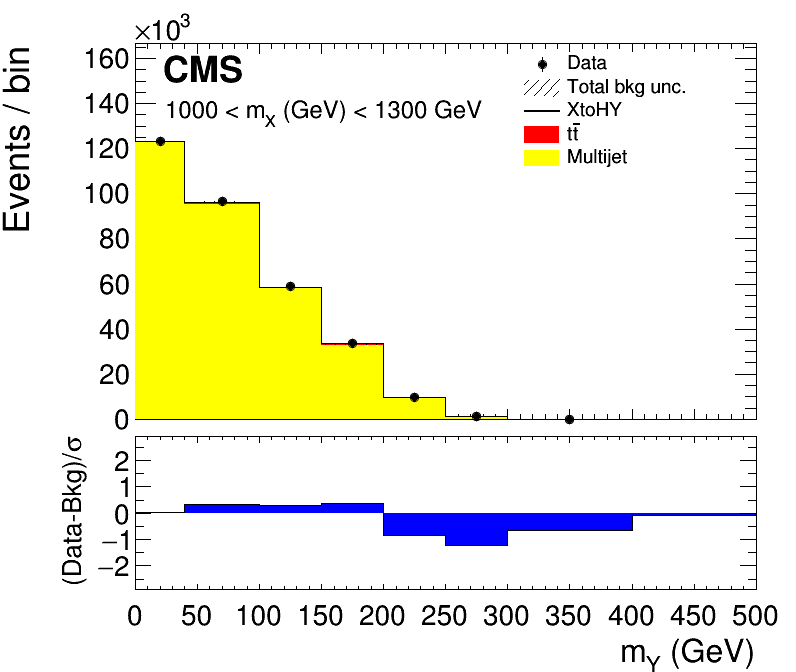 ×10³
Events / bin
160
140
120
100
80
60
40
20
0
CMS
1000 < mX (GeV) < 1300 GeV
Data
Total bkg unc.
XtoHY
tt̄
Multijet
(Data-Bkg)/σ
2
1
0
−1
−2
0 50 100 150 200 250 300 350 400 450 500
mY (GeV)